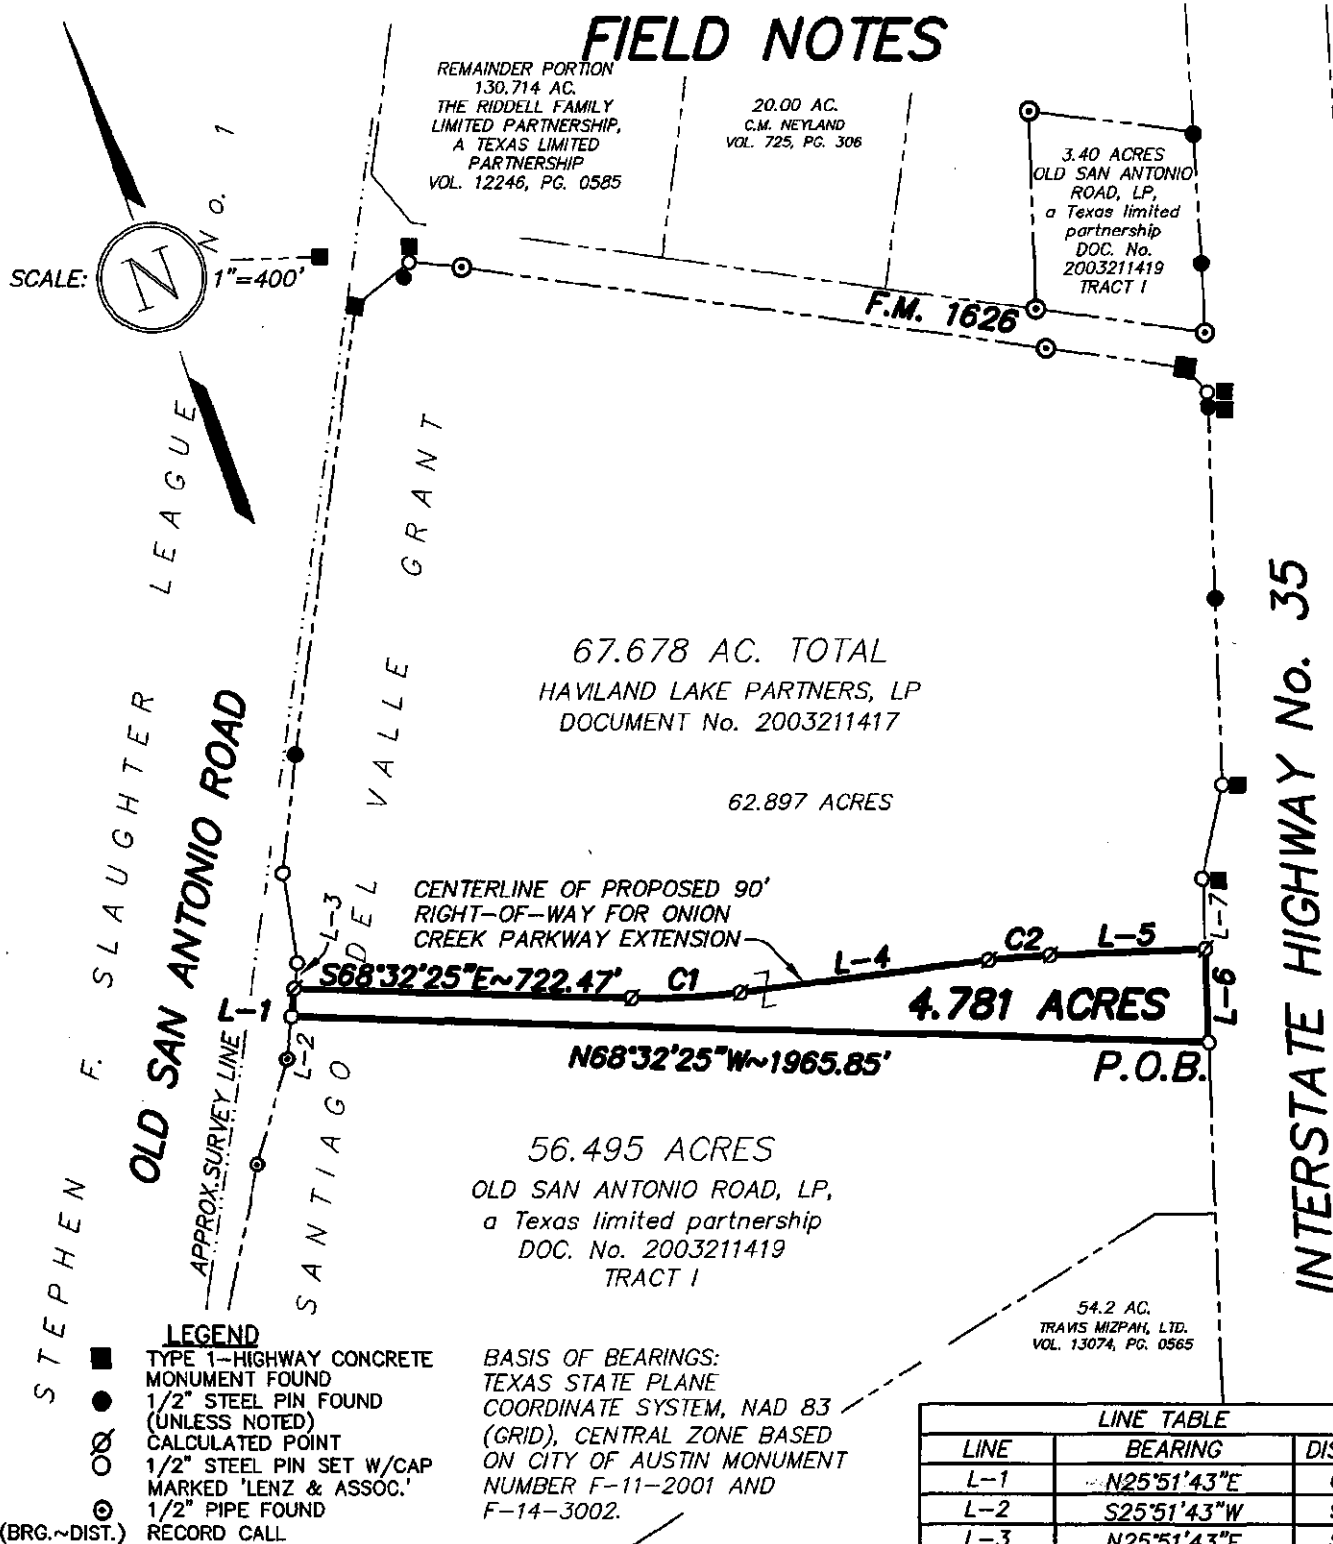 FIELD NOTES
REMAINDER PORTION
130.714 AC.
THE RIDDELL FAMILY
LIMITED PARTNERSHIP,
A TEXAS LIMITED
PARTNERSHIP
VOL. 12246, PG. 0585
20.00 AC.
C.M. NEYLAND
VOL. 725, PG. 306
3.40 ACRES
OLD SAN ANTONIO
ROAD, LP,
a Texas limited
partnership
DOC. No.
2003211419
TRACT I
SCALE:
N
1"=400'
F.M. 1626
STEPHEN F. SLAUGHTER LEAGUE No. 1
SANTIAGO DEL VALLE GRANT
OLD SAN ANTONIO ROAD
INTERSTATE HIGHWAY No. 35
67.678 AC. TOTAL
HAVILAND LAKE PARTNERS, LP
DOCUMENT No. 2003211417
62.897 ACRES
CENTERLINE OF PROPOSED 90'
RIGHT-OF-WAY FOR ONION
CREEK PARKWAY EXTENSION
L-3
S68°32'25"E~722.47'
C1
L-4
C2
L-5
L-7
L-6
L-1
L-2
4.781 ACRES
N68°32'25"W~1965.85'
P.O.B.
APPROX. SURVEY LINE
56.495 ACRES
OLD SAN ANTONIO ROAD, LP,
a Texas limited partnership
DOC. No. 2003211419
TRACT I
54.2 AC.
TRAVIS MIZPAH, LTD.
VOL. 13074, PG. 0565
LEGEND
TYPE 1-HIGHWAY CONCRETE
MONUMENT FOUND
1/2" STEEL PIN FOUND
(UNLESS NOTED)
CALCULATED POINT
1/2" STEEL PIN SET W/CAP
MARKED 'LENZ & ASSOC.'
1/2" PIPE FOUND
(BRG.~DIST.) RECORD CALL
BASIS OF BEARINGS:
TEXAS STATE PLANE
COORDINATE SYSTEM, NAD 83
(GRID), CENTRAL ZONE BASED
ON CITY OF AUSTIN MONUMENT
NUMBER F-11-2001 AND
F-14-3002.
LINE TABLE
LINE BEARING DIS
L-1 N25°51'43"E
L-2 S25°51'43"W
L-3 N25°51'43"E